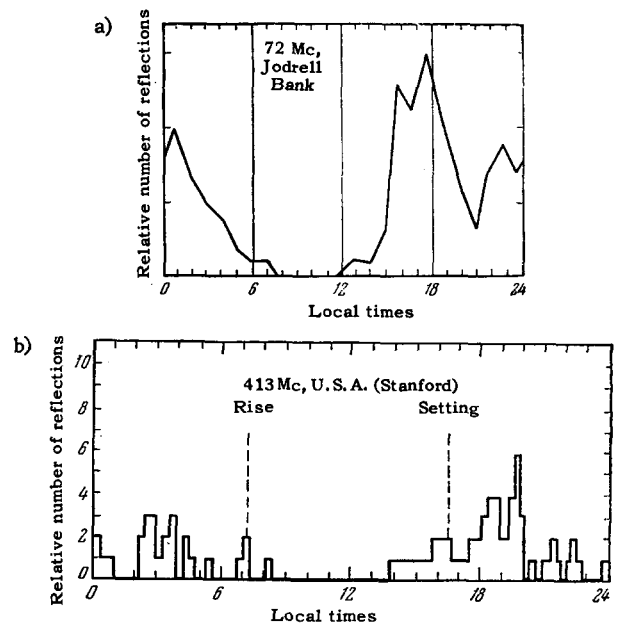 a)
Relative number of reflections
72 Mc,
Jodrell
Bank
0 6 12 18 24
Local times
b)
Relative number of reflections
10
8
6
4
2
0
413 Mc, U.S.A. (Stanford)
Rise Setting
0 6 12 18 24
Local times